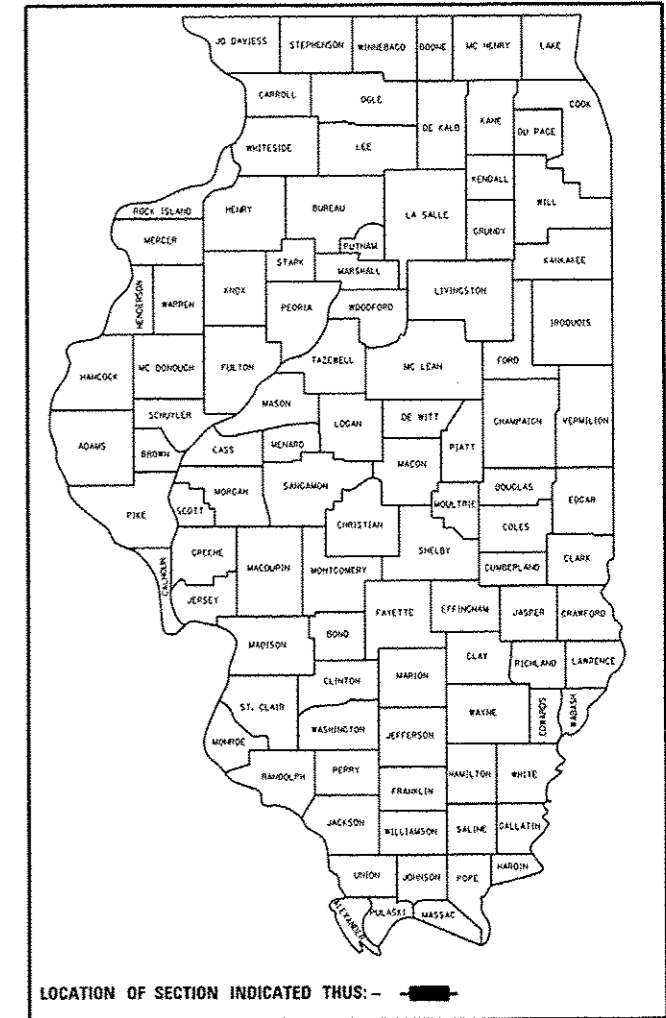 JO DAVIESS STEPHENSON WINNEBAGO BOONE MC HENRY LAKE
CARROLL OGLE DE KALB KANE COOK
DU PAGE
WHITESIDE LEE
KENDALL
ROCK ISLAND HENRY BUREAU LA SALLE WILL
MERCER PUTNAM GRUNDY
STARK MARSHALL KANKAKEE
HENDERSON WARREN KNOX PEORIA WOODFORD LIVINGSTON IROQUOIS
HANCOCK MC DONOUGH FULTON TAZEWELL MC LEAN FORD
MASON
SCHUYLER LOGAN DE WITT CHAMPAIGN VERMILION
ADAMS BROWN CASS MENARD PIATT
MACON
PIKE SCOTT MORGAN SANGAMON MOULTRIE DOUGLAS EDGAR
CHRISTIAN COLES
CALHOUN GREENE MACOUPIN MONTGOMERY SHELBY CUMBERLAND CLARK
JERSEY FAYETTE EFFINGHAM JASPER CRAWFORD
MADISON BOND
CLAY RICHLAND LAWRENCE
CLINTON MARION
ST. CLAIR WAYNE EDWARDS WABASH
WASHINGTON JEFFERSON
MONROE
RANDOLPH PERRY HAMILTON WHITE
FRANKLIN
JACKSON WILLIAMSON SALINE GALLATIN
HARDIN
UNION JOHNSON POPE
ALEXANDER PULASKI MASSAC
LOCATION OF SECTION INDICATED THUS: -